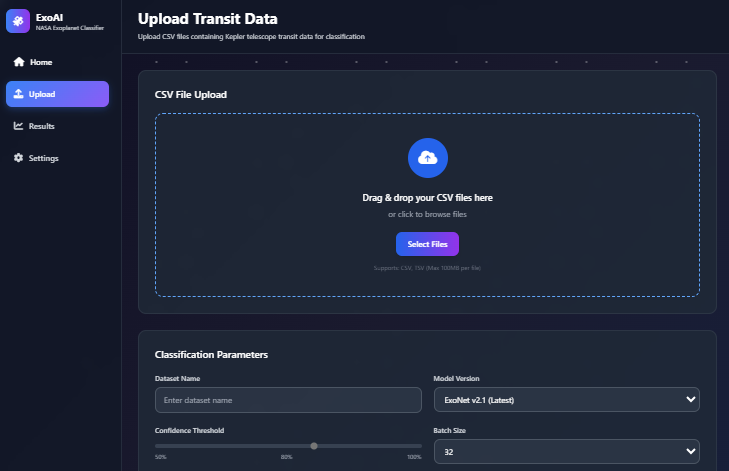 ExoAI
NASA Exoplanet Classifier
Home
Upload
Results
Settings
Upload Transit Data
Upload CSV files containing Kepler telescope transit data for classification
CSV File Upload
Drag & drop your CSV files here
or click to browse files
Select Files
Supports: CSV, TSV (Max 100MB per file)
Classification Parameters
Dataset Name
Enter dataset name
Model Version
ExoNet v2.1 (Latest)
Confidence Threshold
50%
80%
100%
Batch Size
32